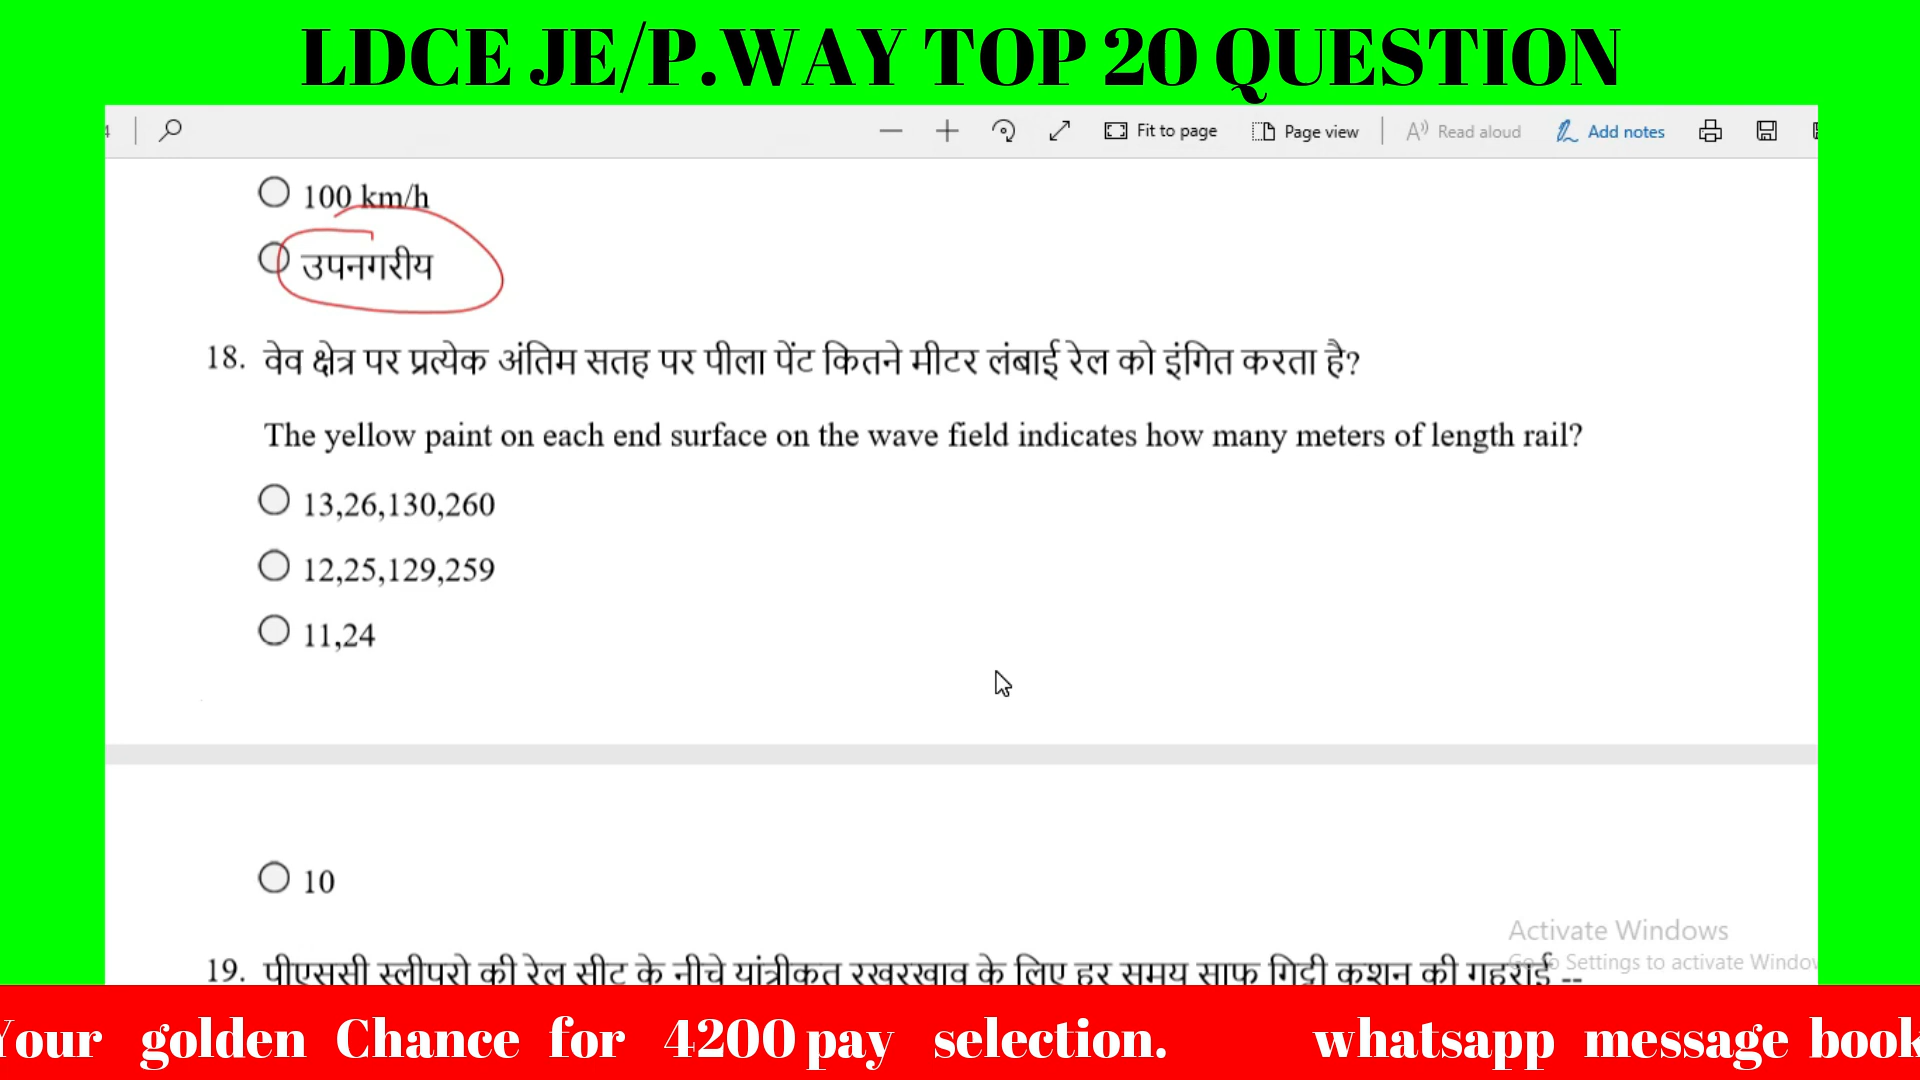 LDCE JE/P.WAY TOP 20 QUESTION
Fit to page Page view Read aloud Add notes
100 km/h
उपनगरीय
18. वेव क्षेत्र पर प्रत्येक अंतिम सतह पर पीला पेंट कितने मीटर लंबाई रेल को इंगित करता है?
The yellow paint on each end surface on the wave field indicates how many meters of length rail?
13,26,130,260
12,25,129,259
11,24
10
Activate Windows
Settings to activate
19. पीएससी स्लीपरो की रेल सीट के नीचे यांत्रीकत रखरखाव के लिए हर समय साफ गिट्टी कुशन की गहराई --
Your golden Chance for 4200 pay selection. whatsapp message book